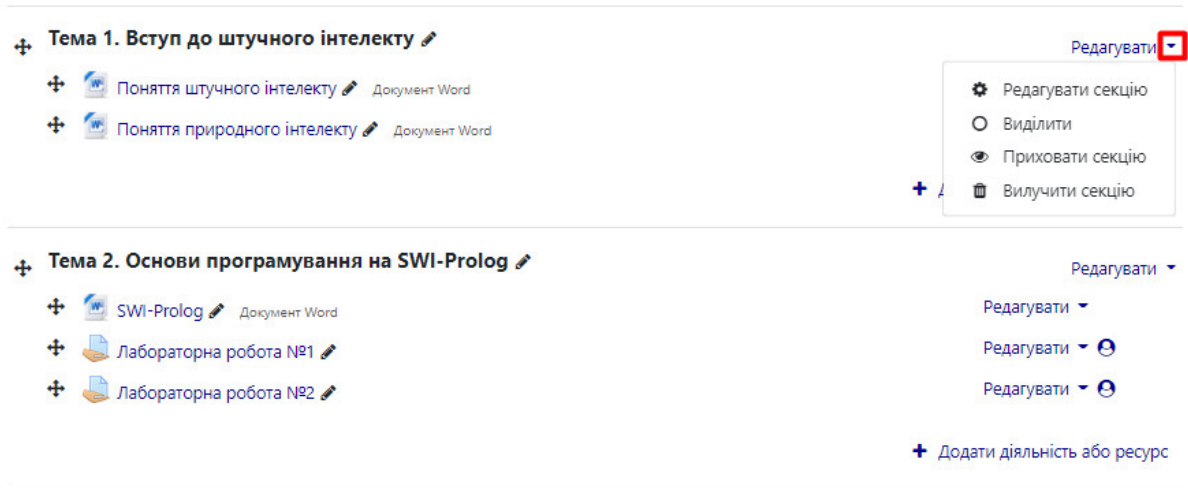 Тема 1. Вступ до штучного інтелекту
Редагувати
Поняття штучного інтелекту Документ Word
Редагувати секцію
Виділити
Поняття природного інтелекту Документ Word
Приховати секцію
Вилучити секцію
Тема 2. Основи програмування на SWI-Prolog
Редагувати
SWI-Prolog Документ Word Редагувати
Лабораторна робота №1 Редагувати
Лабораторна робота №2 Редагувати
Додати діяльність або ресурс